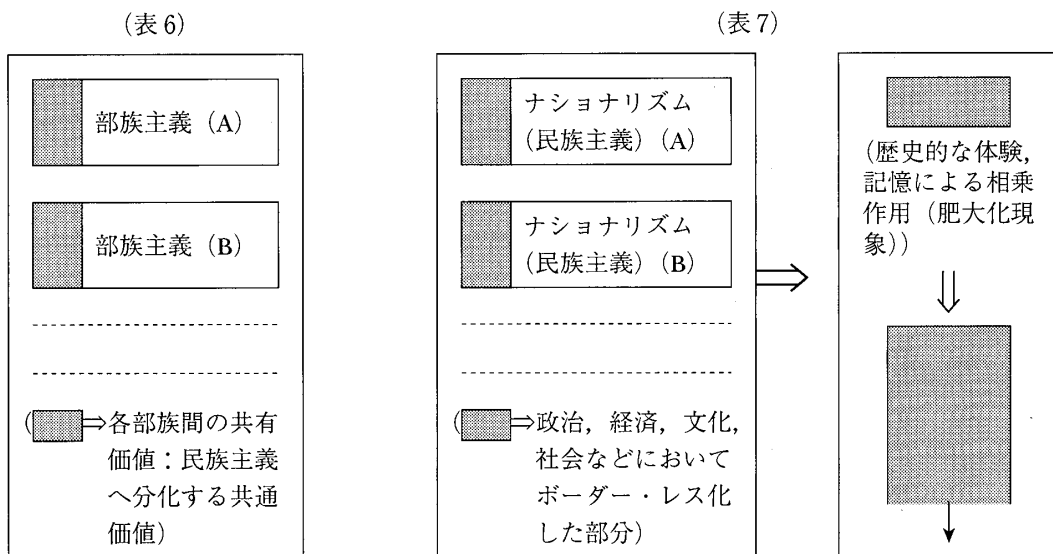 (表6)
部族主義（A）
部族主義（B）
(⇒各部族間の共有
価値：民族主義
へ分化する共通
価値)
(表7)
ナショナリズム
(民族主義)（A）
ナショナリズム
(民族主義)（B）
(⇒政治，経済，文化，
社会などにおいて
ボーダー・レス化
した部分)
(歴史的な体験，
記憶による相乗
作用（肥大化現
象))